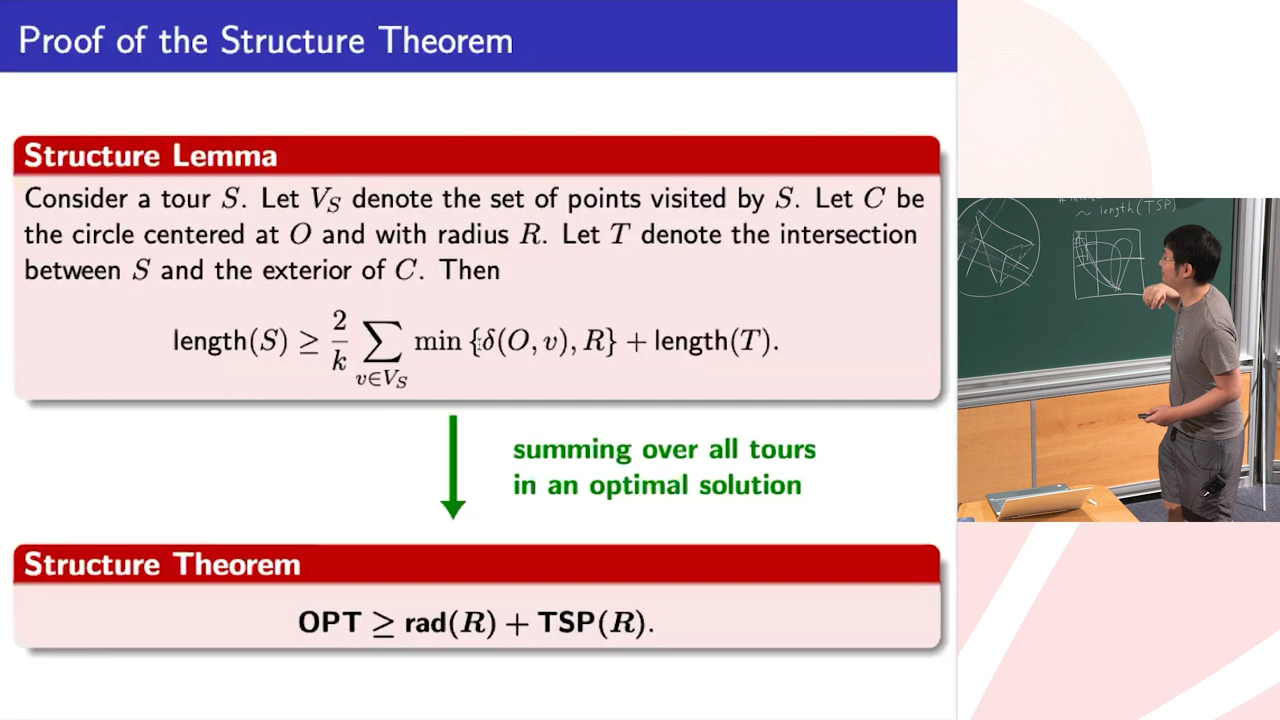 Proof of the Structure Theorem
Structure Lemma
Consider a tour S. Let V_S denote the set of points visited by S. Let C be
the circle centered at O and with radius R. Let T denote the intersection
between S and the exterior of C. Then
length(S) ≥ 2/k ∑_{v∈V_S} min {δ(O, v), R} + length(T).
summing over all tours
in an optimal solution
Structure Theorem
OPT ≥ rad(R) + TSP(R).
~ length(TSP)